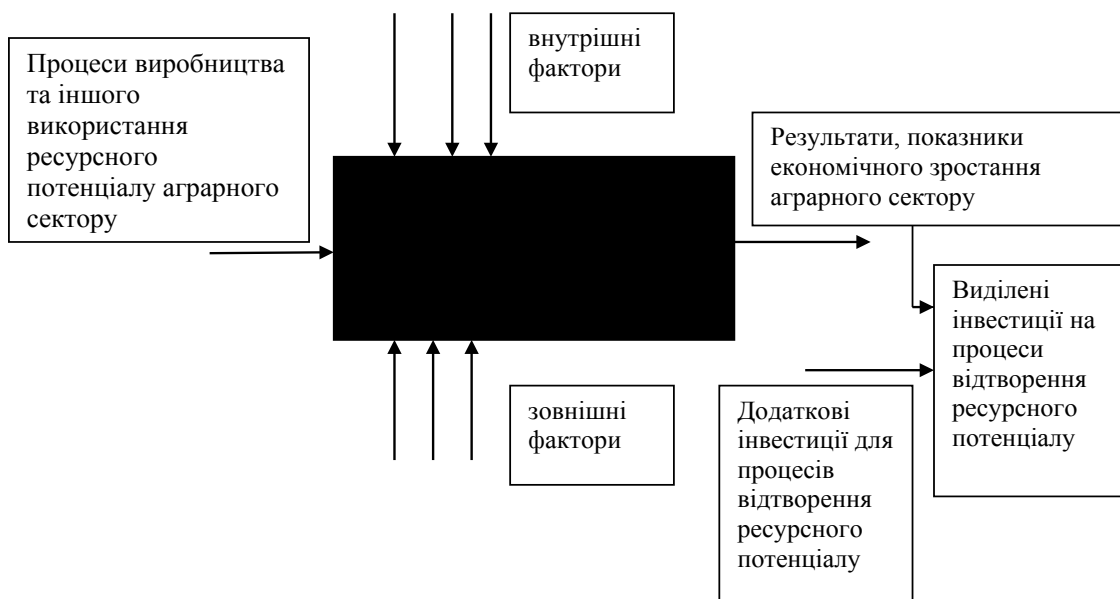 внутрішні
фактори
Процеси виробництва
та іншого
використання
ресурсного
потенціалу аграрного
сектору
Результати, показники
економічного зростання
аграрного сектору
Виділені
інвестиції на
процеси
відтворення
ресурсного
потенціалу
зовнішні
фактори
Додаткові
інвестиції для
процесів
відтворення
ресурсного
потенціалу